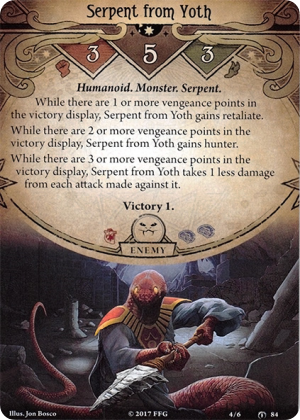 Serpent from Yoth
3 5 3
Humanoid. Monster. Serpent.
While there are 1 or more vengeance points in
the victory display, Serpent from Yoth gains retaliate.
While there are 2 or more vengeance points in the
victory display, Serpent from Yoth gains hunter.
While there are 3 or more vengeance points in the
victory display, Serpent from Yoth takes 1 less damage
from each attack made against it.
Victory 1.
ENEMY
Illus. Jon Bosco © 2017 FFG 4/6 84